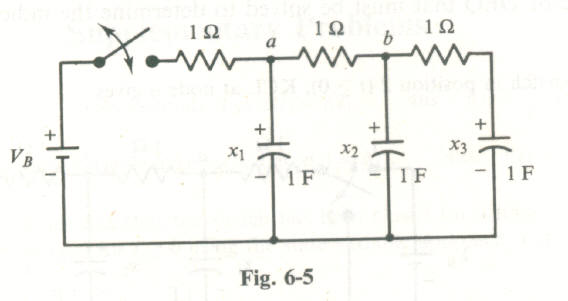 1 Ω a 1 Ω b 1 Ω
+ + + +
V_B x_1 x_2 x_3
− − 1 F − 1 F − 1 F
Fig. 6-5